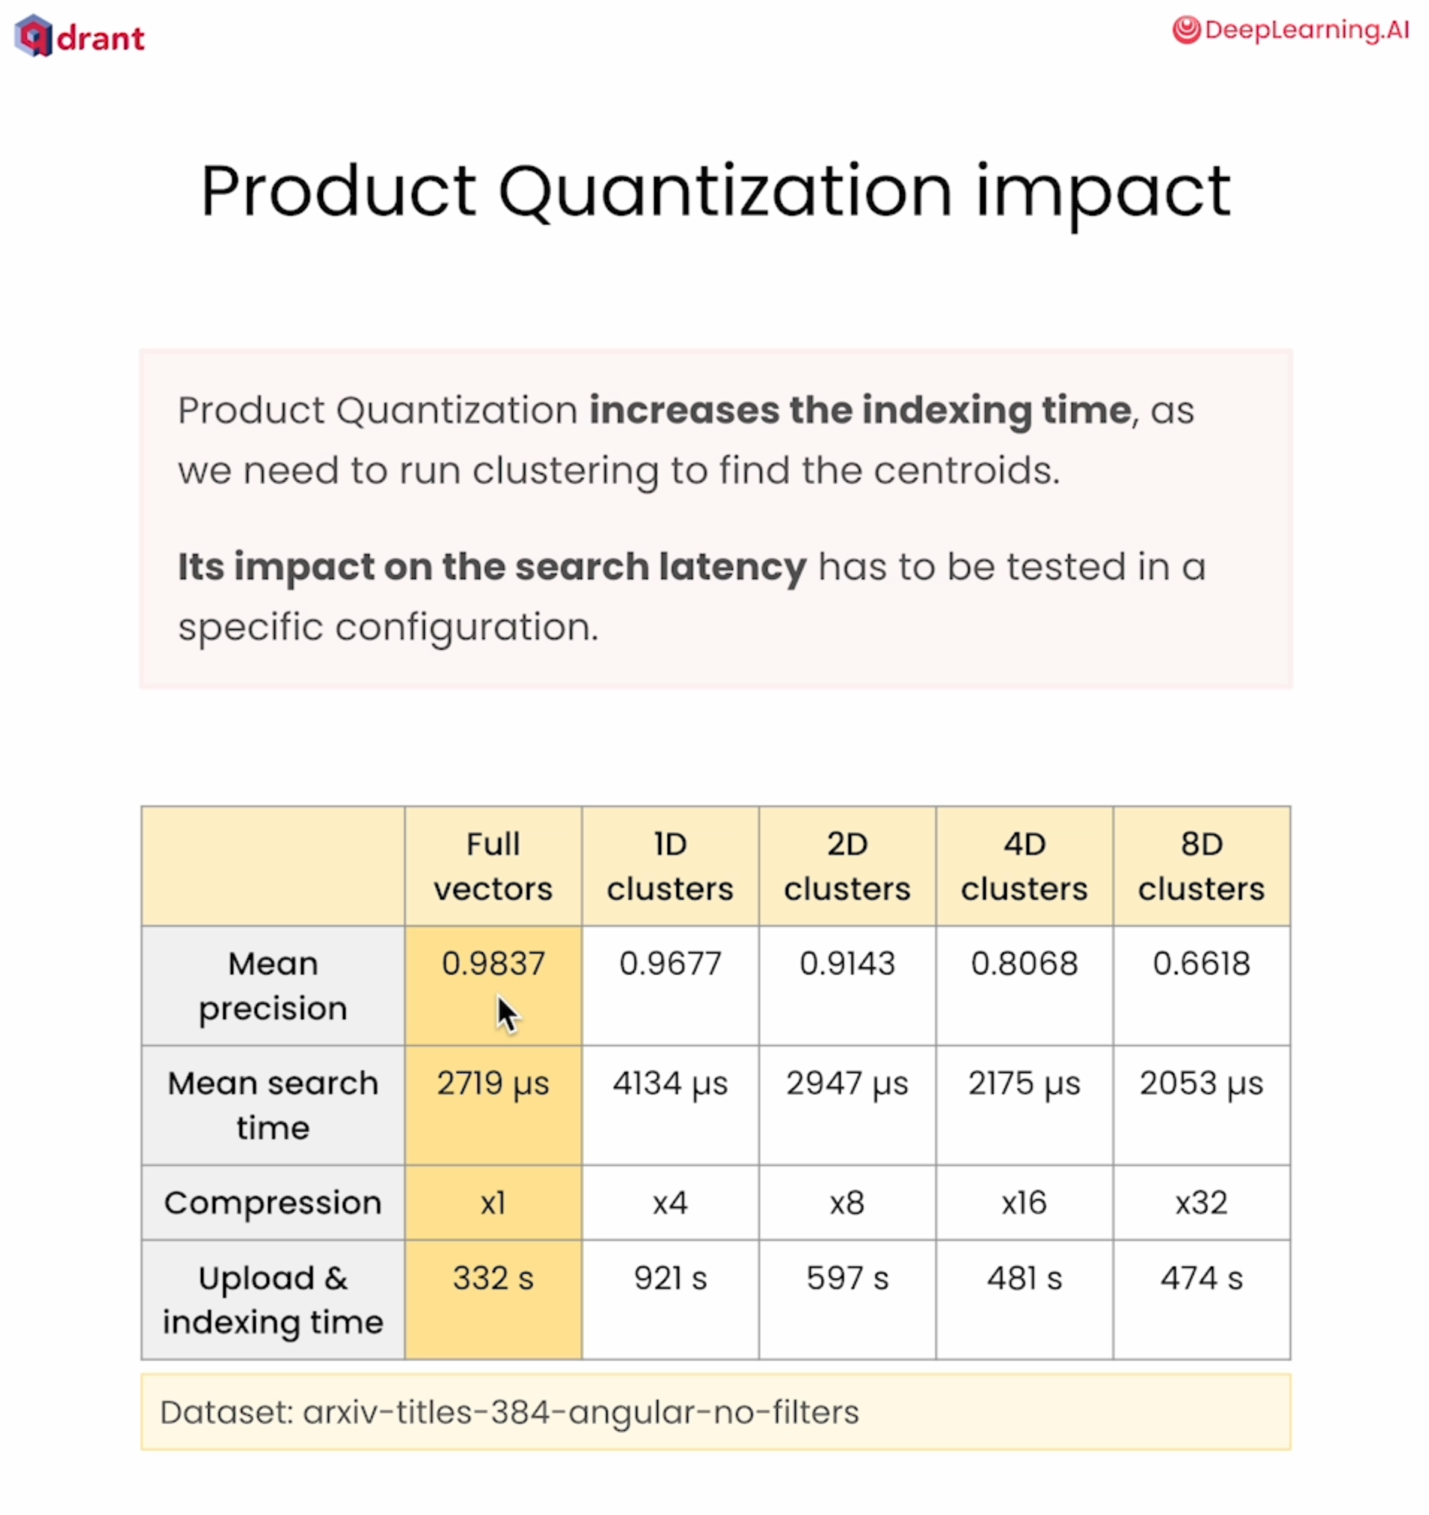 qdrant
DeepLearning.AI
Product Quantization impact
Product Quantization increases the indexing time, as
we need to run clustering to find the centroids.
Its impact on the search latency has to be tested in a
specific configuration.
Full vectors
1D clusters
2D clusters
4D clusters
8D clusters
Mean precision
0.9837
0.9677
0.9143
0.8068
0.6618
Mean search time
2719 µs
4134 µs
2947 µs
2175 µs
2053 µs
Compression
x1
x4
x8
x16
x32
Upload & indexing time
332 s
921 s
597 s
481 s
474 s
Dataset: arxiv-titles-384-angular-no-filters